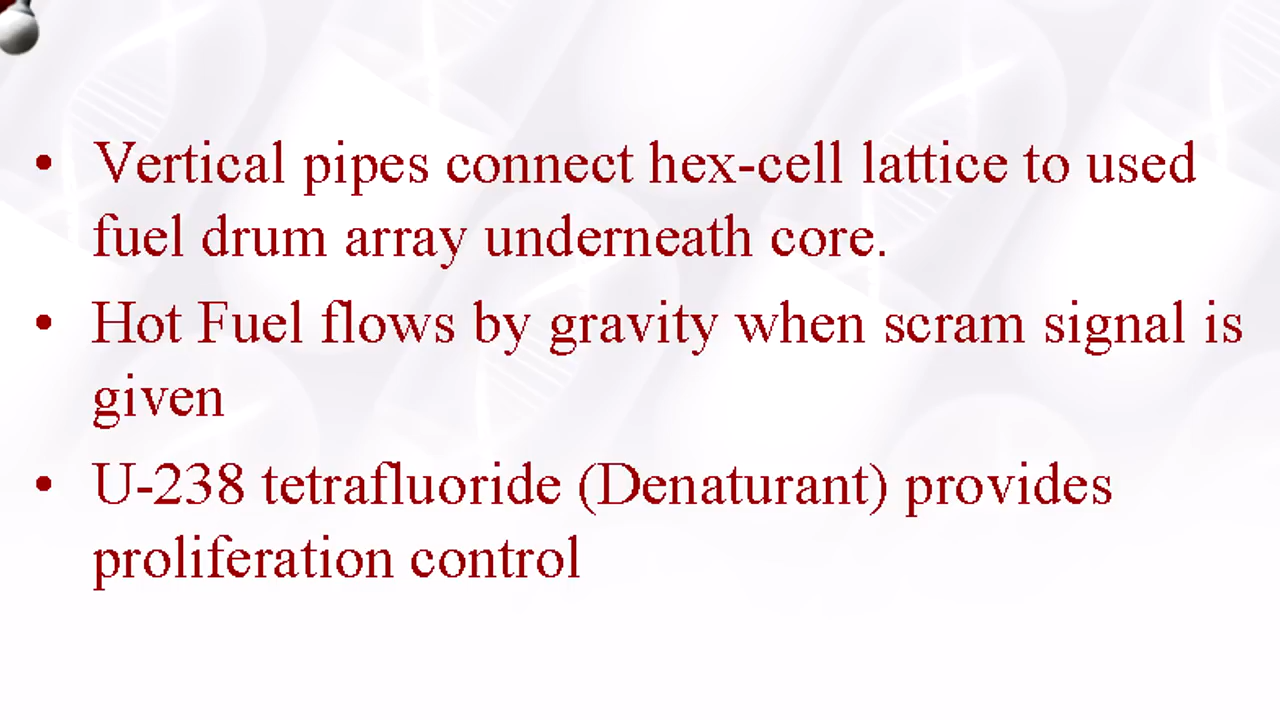 • Vertical pipes connect hex-cell lattice to used
fuel drum array underneath core.
• Hot Fuel flows by gravity when scram signal is
given
• U-238 tetrafluoride (Denaturant) provides
proliferation control